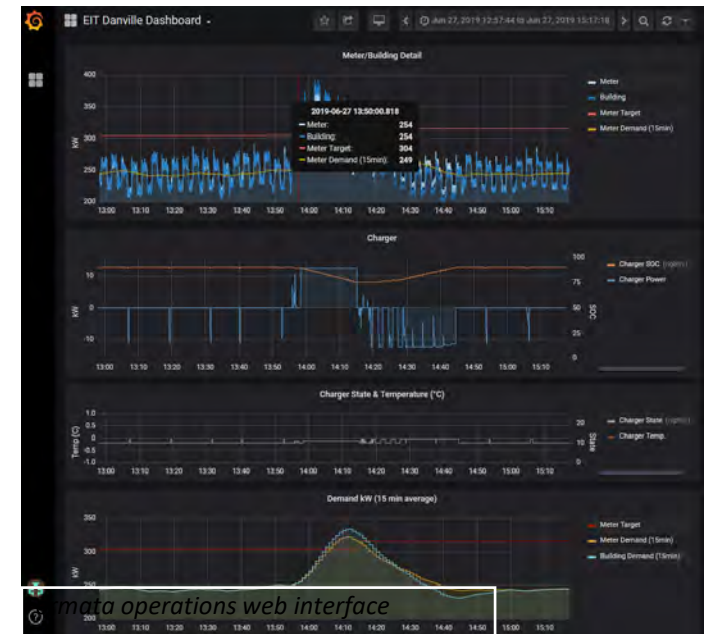 EIT Danville Dashboard
Jun 27, 2019 12:57:44 to Jun 27, 2019 15:17:18
Meter/Building Detail
400
350
300
250
200
kW
13:00 13:10 13:20 13:30 13:40 13:50 14:00 14:10 14:20 14:30 14:40 14:50 15:00 15:10
2019-06-27 13:50:00.818
Meter: 254
Building: 254
Meter Target: 304
Meter Demand (15min): 249
Meter
Building
Meter Target
Meter Demand (15min)
Charger
10
0
-10
kW
100
75
50
25
0
SOC
13:00 13:10 13:20 13:30 13:40 13:50 14:00 14:10 14:20 14:30 14:40 14:50 15:00 15:10
Charger SOC
Charger Power
Charger State & Temperature (°C)
1.0
0.5
0
-0.5
-1.0
Temp (C)
20
10
0
State
13:00 13:10 13:20 13:30 13:40 13:50 14:00 14:10 14:20 14:30 14:40 14:50 15:00 15:10
Charger State
Charger Temp.
Demand kW (15 min average)
350
300
250
200
kW
13:00 13:10 13:20 13:30 13:40 13:50 14:00 14:10 14:20 14:30 14:40 14:50 15:00 15:10
Meter Target
Meter Demand (15min)
Building Demand (15min)
operations web interface